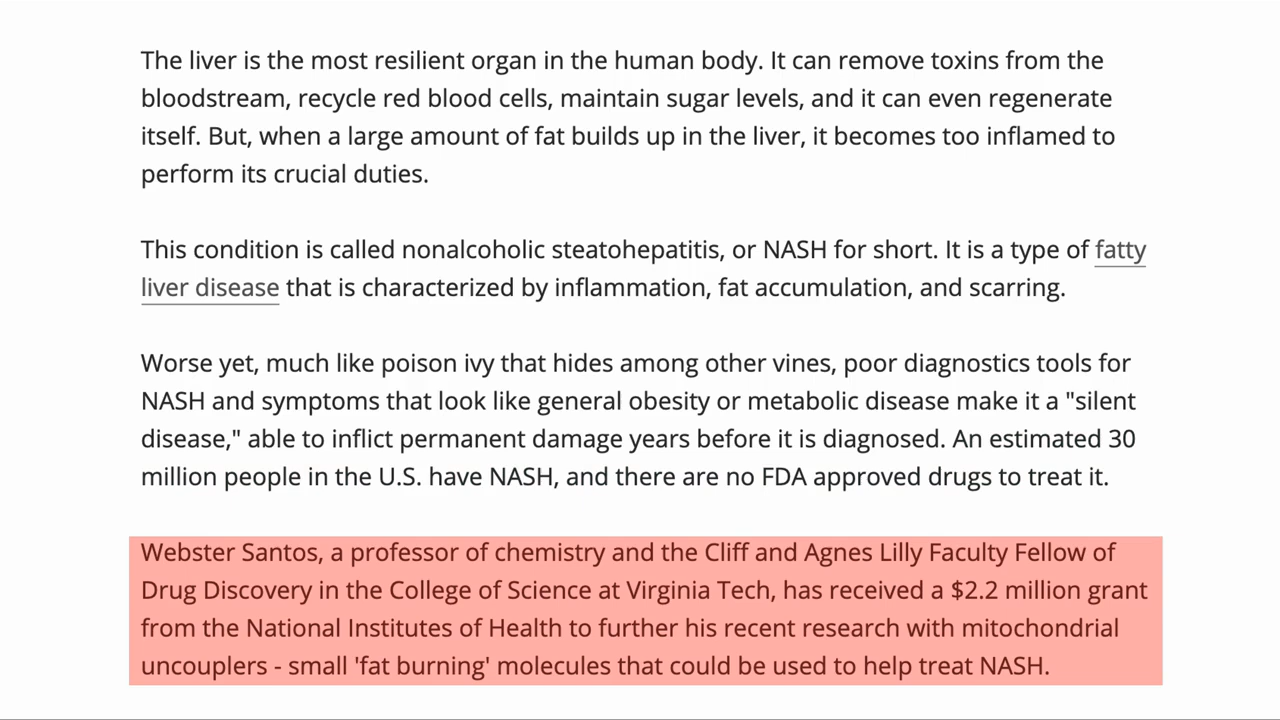 The liver is the most resilient organ in the human body. It can remove toxins from the
bloodstream, recycle red blood cells, maintain sugar levels, and it can even regenerate
itself. But, when a large amount of fat builds up in the liver, it becomes too inflamed to
perform its crucial duties.
This condition is called nonalcoholic steatohepatitis, or NASH for short. It is a type of fatty
liver disease that is characterized by inflammation, fat accumulation, and scarring.
Worse yet, much like poison ivy that hides among other vines, poor diagnostics tools for
NASH and symptoms that look like general obesity or metabolic disease make it a "silent
disease," able to inflict permanent damage years before it is diagnosed. An estimated 30
million people in the U.S. have NASH, and there are no FDA approved drugs to treat it.
Webster Santos, a professor of chemistry and the Cliff and Agnes Lilly Faculty Fellow of
Drug Discovery in the College of Science at Virginia Tech, has received a $2.2 million grant
from the National Institutes of Health to further his recent research with mitochondrial
uncouplers - small 'fat burning' molecules that could be used to help treat NASH.